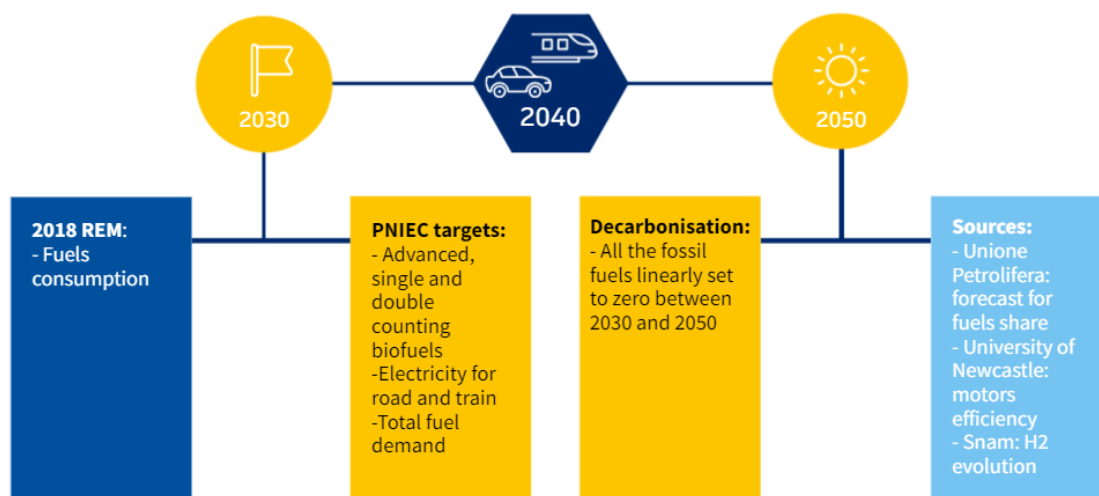 2030
2040
2050
2018 REM:
- Fuels
consumption
PNIEC targets:
- Advanced,
single and
double
counting
biofuels
-Electricity for
road and train
-Total fuel
demand
Decarbonisation:
- All the fossil
fuels linearly set
to zero between
2030 and 2050
Sources:
- Unione
Petrolifera:
forecast for
fuels share
- University of
Newcastle:
motors
efficiency
- Snam: H2
evolution